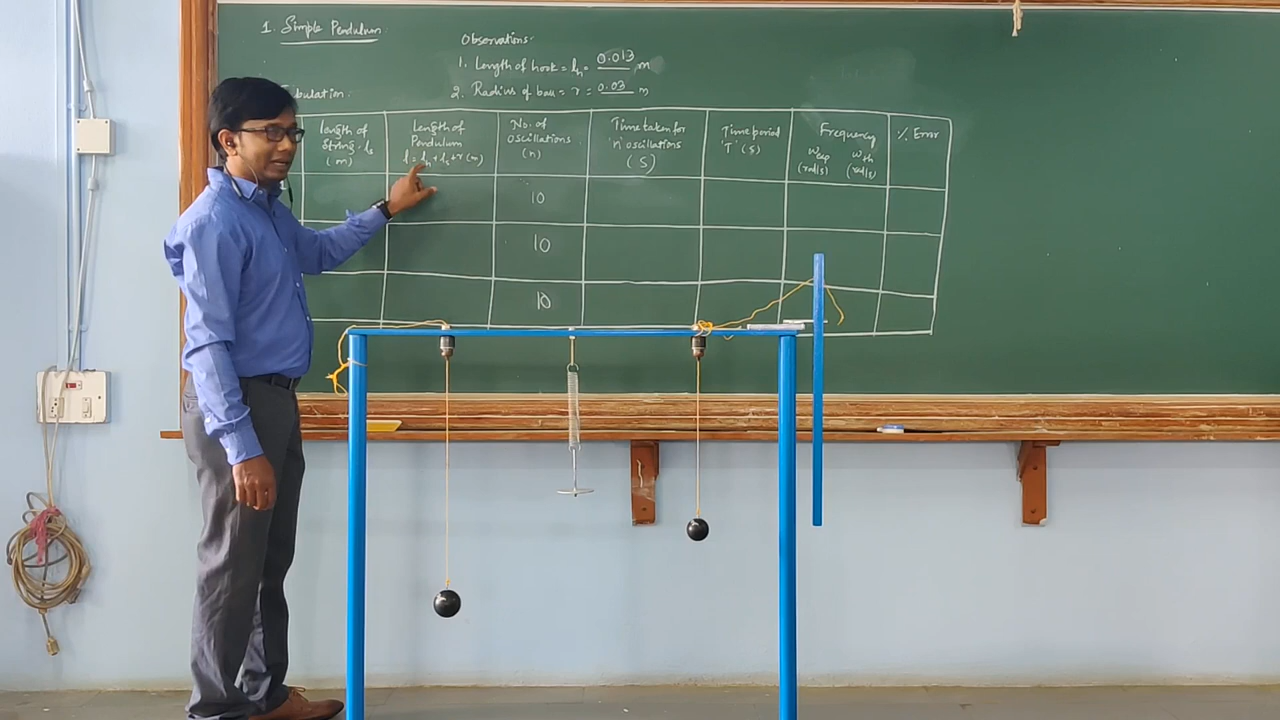 1. Simple Pendulum
Observations:
1. Length of hook = lh = 0.013 m
2. Radius of ball = r = 0.03 m
bulation:
length of
string. ls
(m)
Length of
Pendulum
l = lh + ls + r (m)
No. of
oscillations
(n)
Time taken for
'n' oscillations
(S)
Time period
'T' (S)
Frequency
ωexp
(rad/s)
ωth
(rad/s)
% Error
10
10
10